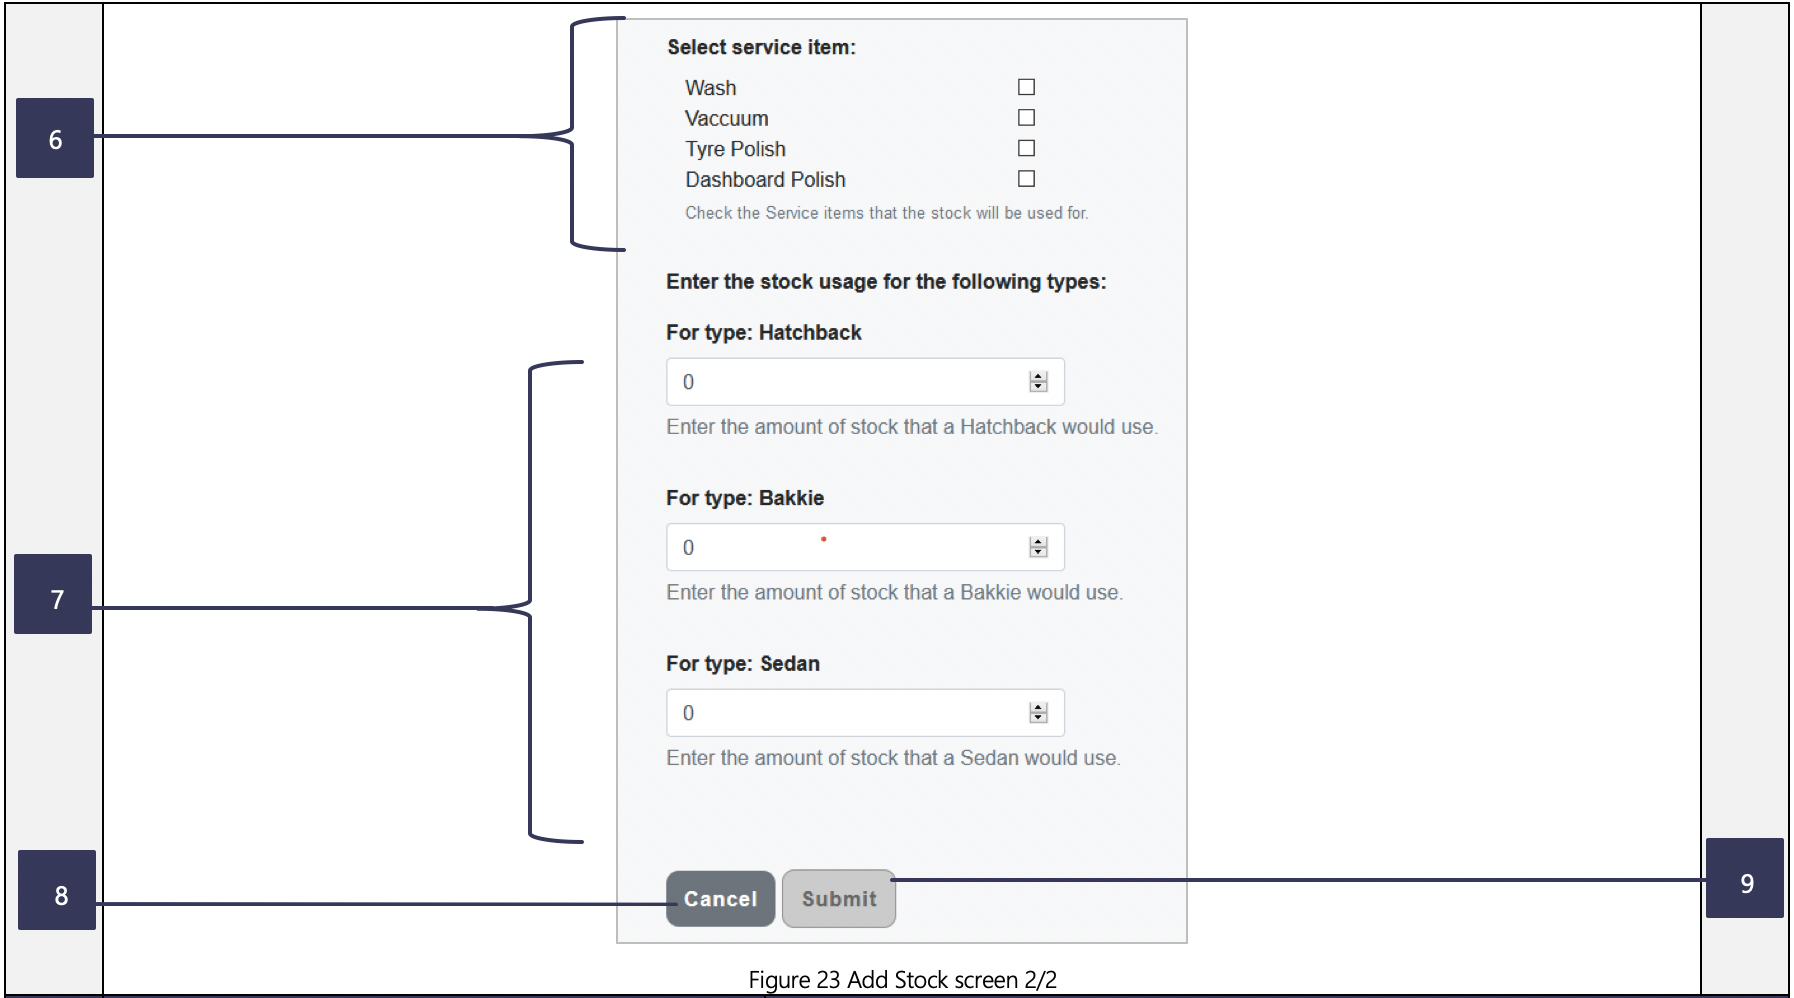 Select service item:
Wash
Vaccuum
Tyre Polish
Dashboard Polish
Check the Service items that the stock will be used for.
6
Enter the stock usage for the following types:
For type: Hatchback
0
Enter the amount of stock that a Hatchback would use.
For type: Bakkie
0
Enter the amount of stock that a Bakkie would use.
7
For type: Sedan
0
Enter the amount of stock that a Sedan would use.
8
Cancel Submit
9
Figure 23 Add Stock screen 2/2